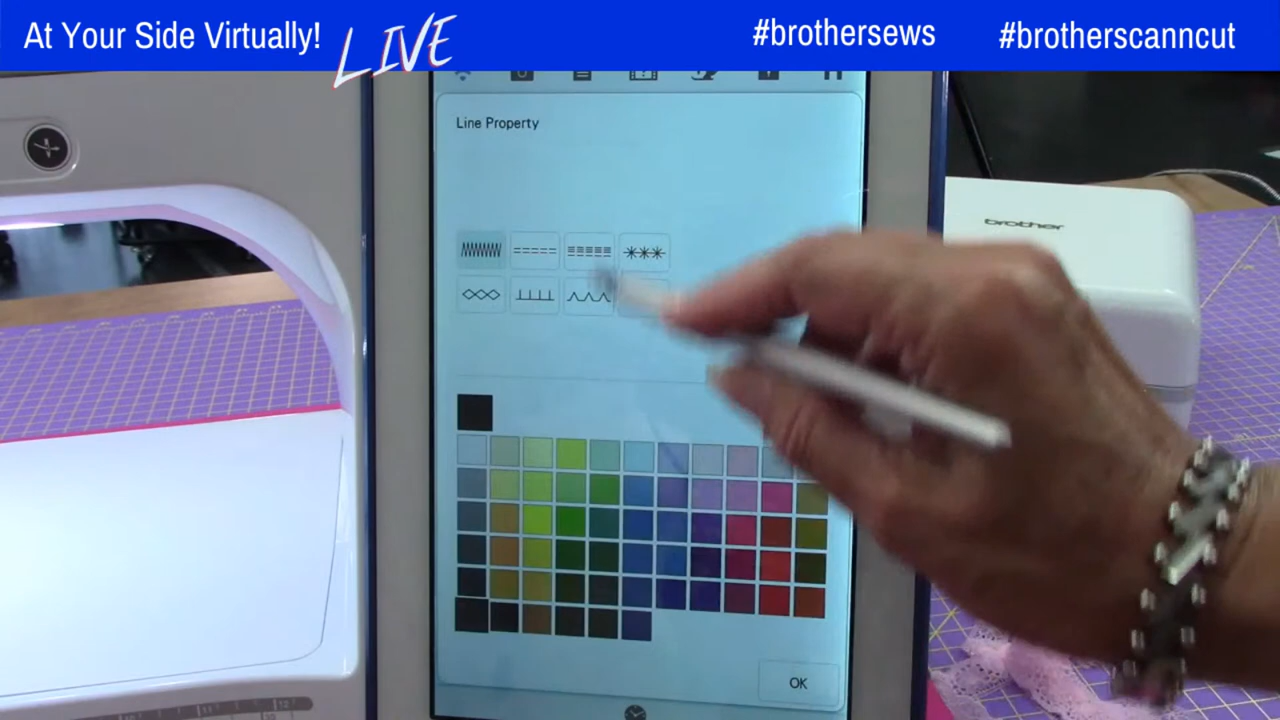 At Your Side Virtually!
LIVE
#brothersews
#brotherscanncut
Line Property
brother
OK